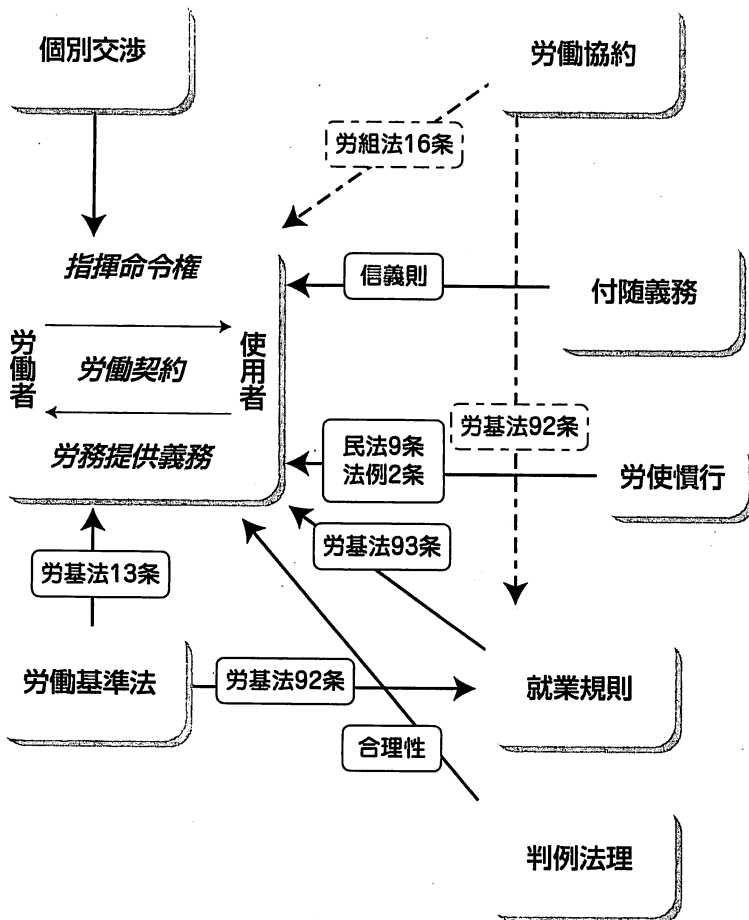 個別交渉
労働協約
労組法16条
指揮命令権
信義則
付随義務
労働者
労働契約
使用者
労務提供義務
労基法92条
民法9条
法例2条
労使慣行
労基法93条
労基法13条
労働基準法
労基法92条
就業規則
合理性
判例法理